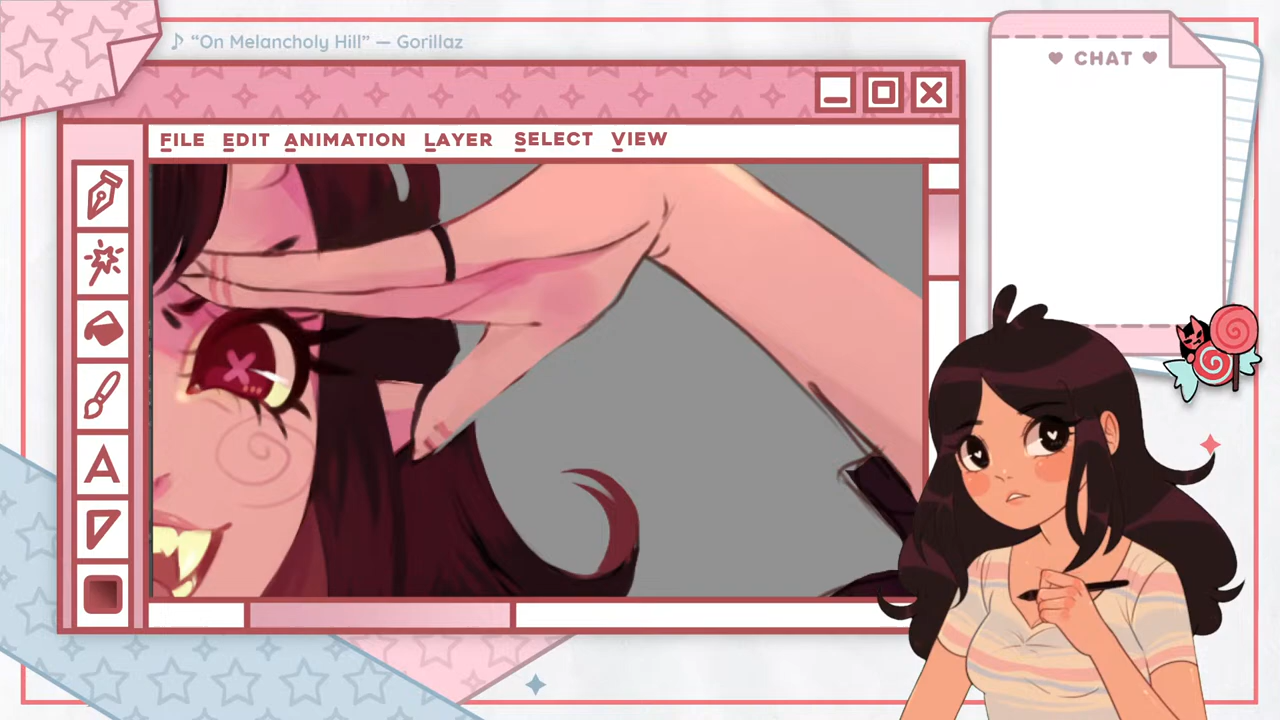 ♪ “On Melancholy Hill” — Gorillaz
♥ CHAT ♥
FILE EDIT ANIMATION LAYER SELECT VIEW
A